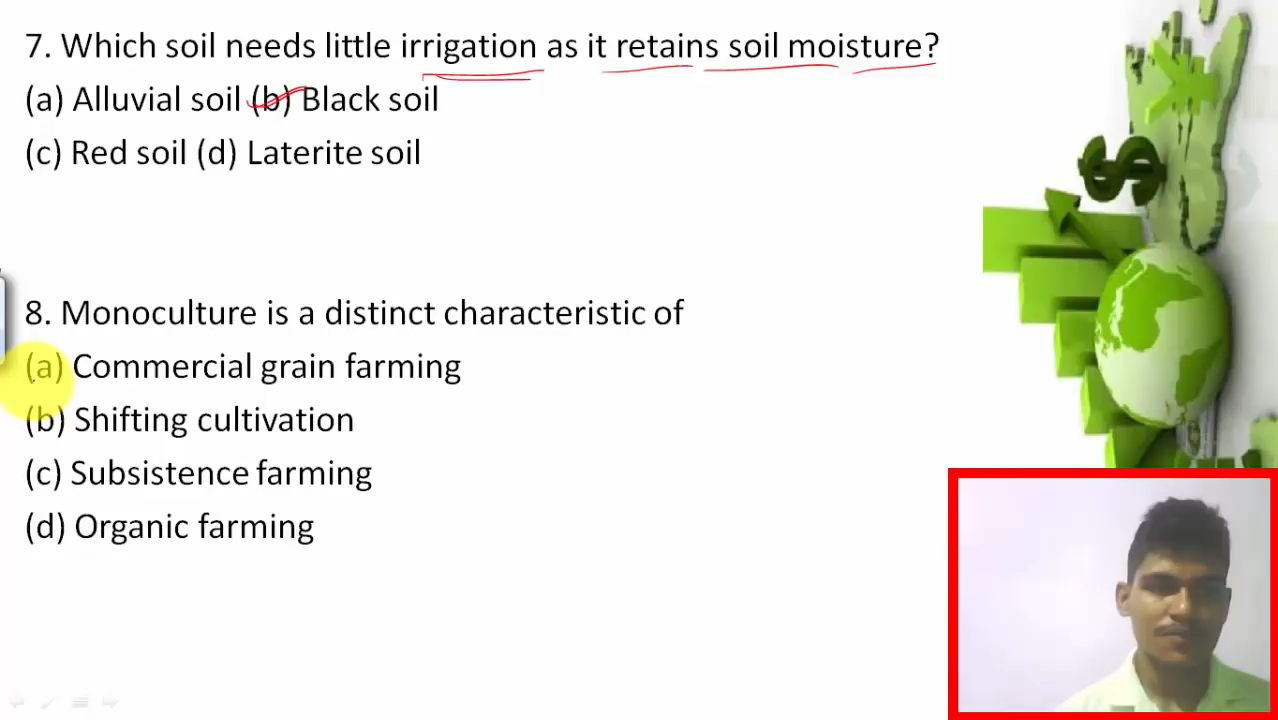 7. Which soil needs little irrigation as it retains soil moisture?
(a) Alluvial soil (b) Black soil
(c) Red soil (d) Laterite soil
8. Monoculture is a distinct characteristic of
(a) Commercial grain farming
(b) Shifting cultivation
(c) Subsistence farming
(d) Organic farming